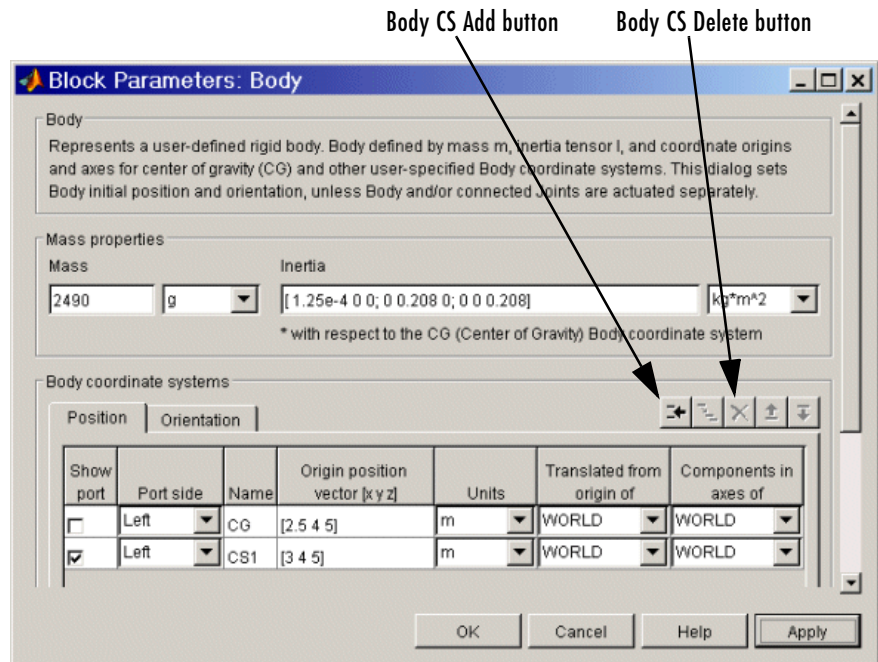 Body CS Add button Body CS Delete button
Block Parameters: Body
Body
Represents a user-defined rigid body. Body defined by mass m, inertia tensor I, and coordinate origins
and axes for center of gravity (CG) and other user-specified Body coordinate systems. This dialog sets
Body initial position and orientation, unless Body and/or connected Joints are actuated separately.
Mass properties
Mass Inertia
2490 g [ 1.25e-4 0 0; 0 0.208 0; 0 0 0.208] kg*m^2
* with respect to the CG (Center of Gravity) Body coordinate system
Body coordinate systems
Position Orientation
Show port Port side Name Origin position vector [x y z] Units Translated from origin of Components in axes of
Left CG [2.5 4 5] m WORLD WORLD
Left CS1 [3 4 5] m WORLD WORLD
OK Cancel Help Apply